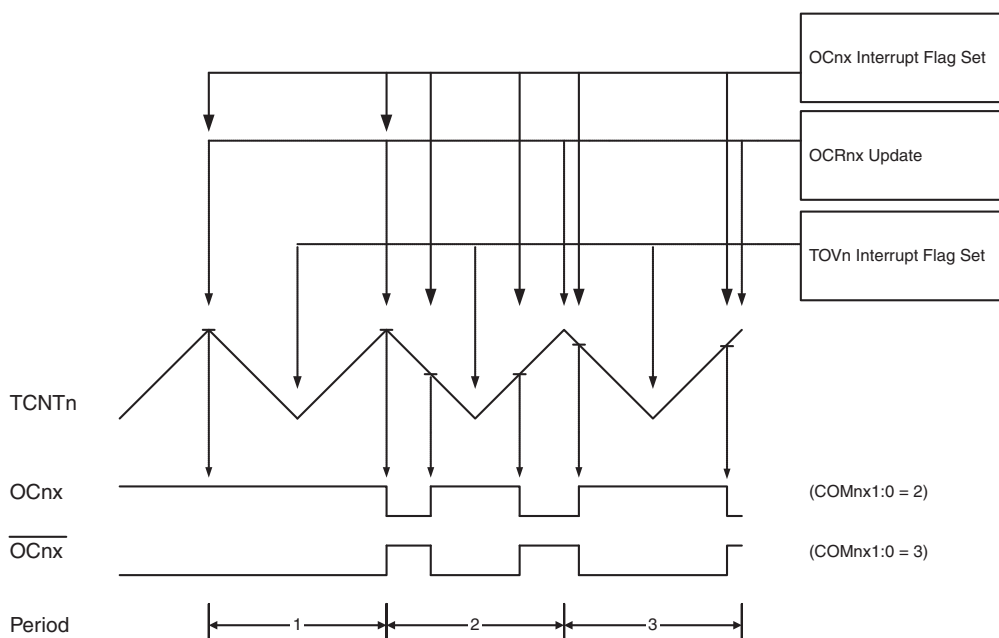 OCnx Interrupt Flag Set
OCRnx Update
TOVn Interrupt Flag Set
TCNTn
OCnx
(COMnx1:0 = 2)
OCnx
(COMnx1:0 = 3)
Period
1
2
3